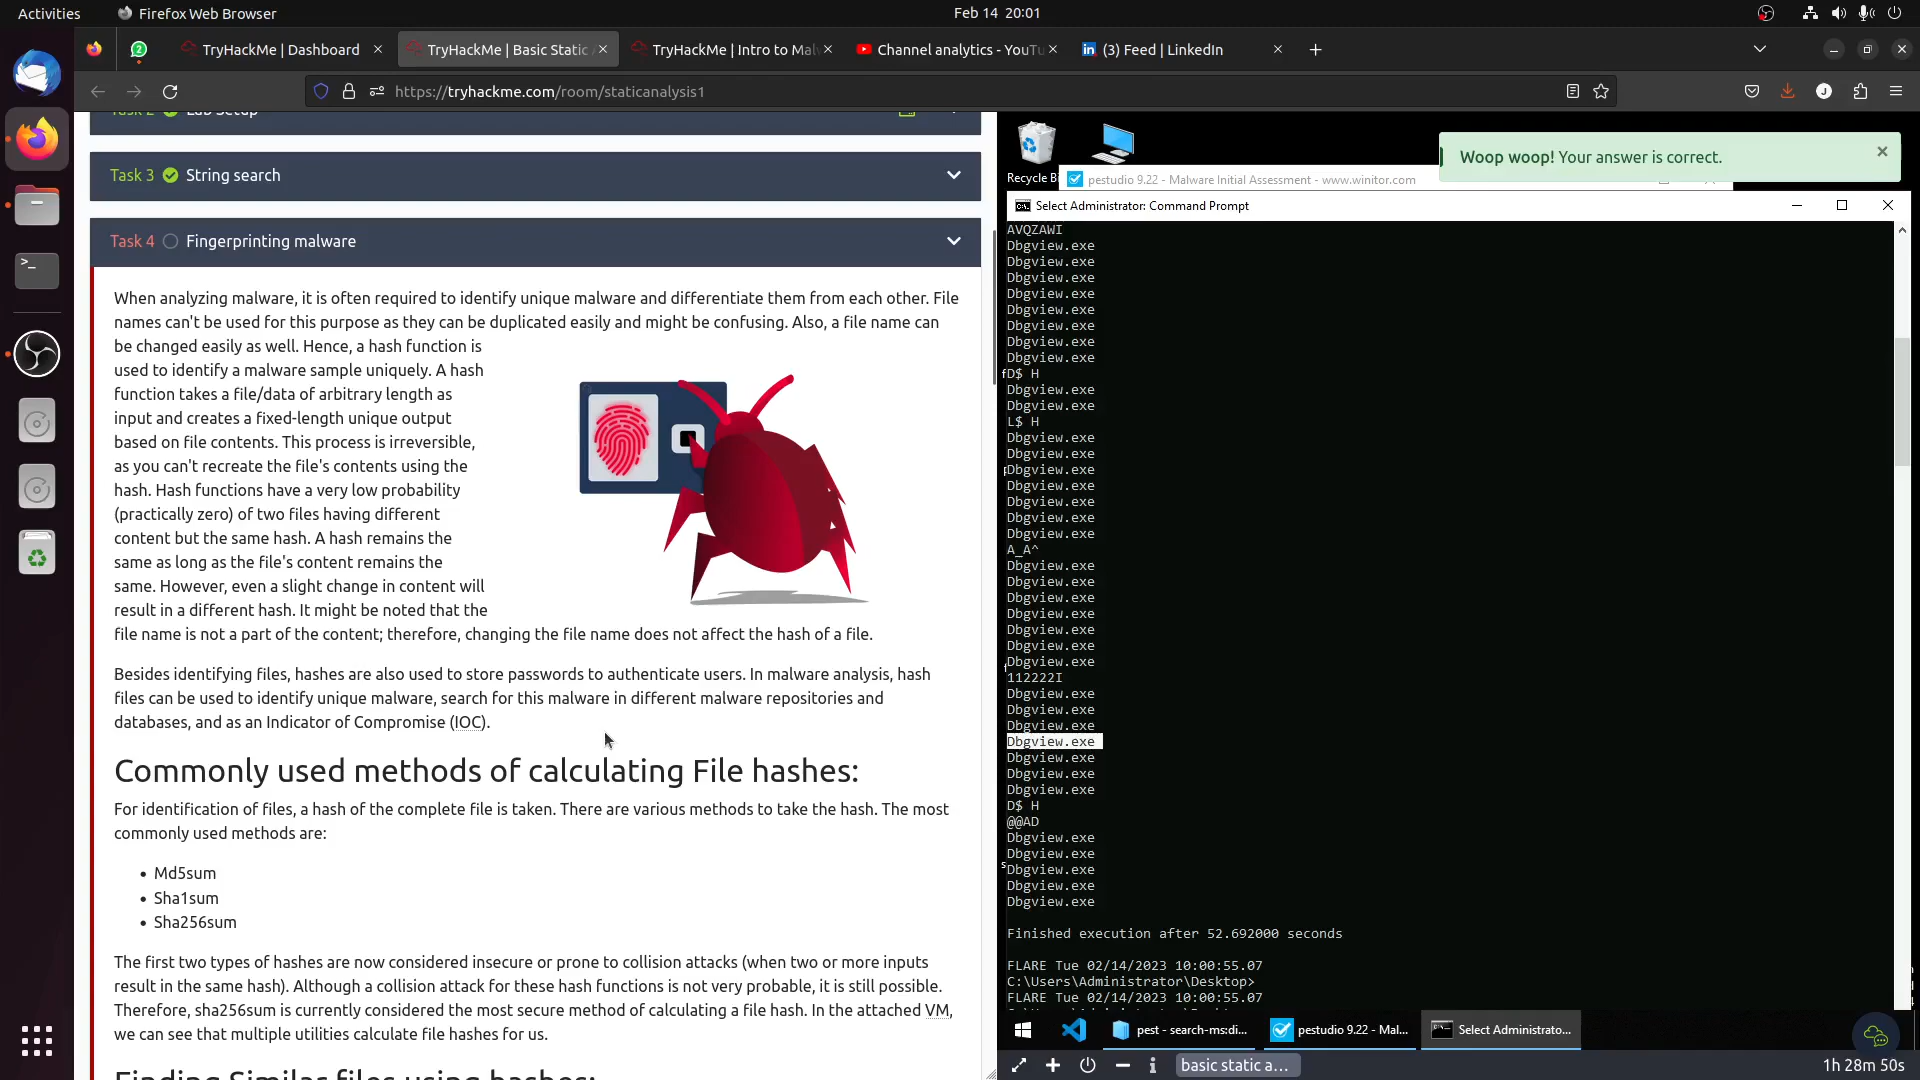 Activities
Firefox Web Browser
Feb 14 20:01
2
TryHackMe | Dashboard
TryHackMe | Basic Static
TryHackMe | Intro to Mal
Channel analytics - YouTu
(3) Feed | LinkedIn
https://tryhackme.com/room/staticanalysis1
Task 2 Lab Setup
Task 3 String search
Task 4 Fingerprinting malware
When analyzing malware, it is often required to identify unique malware and differentiate them from each other. File
names can't be used for this purpose as they can be duplicated easily and might be confusing. Also, a file name can
be changed easily as well. Hence, a hash function is
used to identify a malware sample uniquely. A hash
function takes a file/data of arbitrary length as
input and creates a fixed-length unique output
based on file contents. This process is irreversible,
as you can't recreate the file's contents using the
hash. Hash functions have a very low probability
(practically zero) of two files having different
content but the same hash. A hash remains the
same as long as the file's content remains the
same. However, even a slight change in content will
result in a different hash. It might be noted that the
file name is not a part of the content; therefore, changing the file name does not affect the hash of a file.
Besides identifying files, hashes are also used to store passwords to authenticate users. In malware analysis, hash
files can be used to identify unique malware, search for this malware in different malware repositories and
databases, and as an Indicator of Compromise (IOC).
Commonly used methods of calculating File hashes:
For identification of files, a hash of the complete file is taken. There are various methods to take the hash. The most
commonly used methods are:
• Md5sum
• Sha1sum
• Sha256sum
The first two types of hashes are now considered insecure or prone to collision attacks (when two or more inputs
result in the same hash). Although a collision attack for these hash functions is not very probable, it is still possible.
Therefore, sha256sum is currently considered the most secure method of calculating a file hash. In the attached VM,
we can see that multiple utilities calculate file hashes for us.
Finding Similar files using hashes:
Recycle Bi
pestudio 9.22 - Malware Initial Assessment - www.winitor.com
Woop woop! Your answer is correct.
Select Administrator: Command Prompt
AVQZAWI
Dbgview.exe
Dbgview.exe
Dbgview.exe
Dbgview.exe
Dbgview.exe
Dbgview.exe
Dbgview.exe
Dbgview.exe
D$ H
Dbgview.exe
Dbgview.exe
L$ H
Dbgview.exe
Dbgview.exe
Dbgview.exe
Dbgview.exe
Dbgview.exe
Dbgview.exe
Dbgview.exe
A_A^
Dbgview.exe
Dbgview.exe
Dbgview.exe
Dbgview.exe
Dbgview.exe
Dbgview.exe
Dbgview.exe
112222I
Dbgview.exe
Dbgview.exe
Dbgview.exe
Dbgview.exe
Dbgview.exe
Dbgview.exe
Dbgview.exe
D$ H
@@AD
Dbgview.exe
Dbgview.exe
Dbgview.exe
Dbgview.exe
Dbgview.exe
Finished execution after 52.692000 seconds
FLARE Tue 02/14/2023 10:00:55.07
C:\Users\Administrator\Desktop>
FLARE Tue 02/14/2023 10:00:55.07
pest - search-ms:di...
pestudio 9.22 - Mal...
Select Administrato...
basic static a...
1h 28m 50s